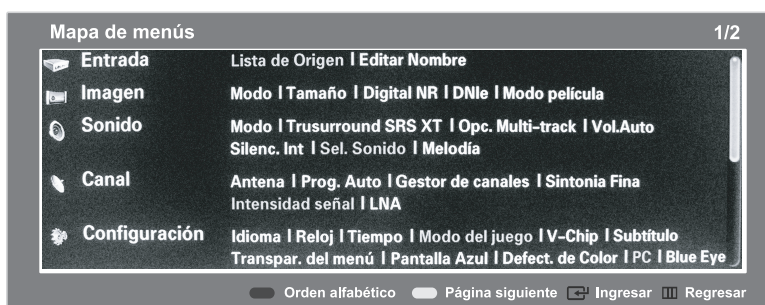 Mapa de menús 1/2
Entrada Lista de Origen I Editar Nombre
Imagen Modo I Tamaño I Digital NR I DNIe I Modo película
Sonido Modo I Trusurround SRS XT I Opc. Multi-track I Vol.Auto
Silenc. Int I Sel. Sonido I Melodía
Canal Antena I Prog. Auto I Gestor de canales I Sintonia Fina
Intensidad señal I LNA
Configuración Idioma I Reloj I Tiempo I Modo del juego I V-Chip I Subtítulo
Transpar. del menú I Pantalla Azul I Defect. de Color I PC I Blue Eye
Orden alfabético Página siguiente Ingresar Regresar